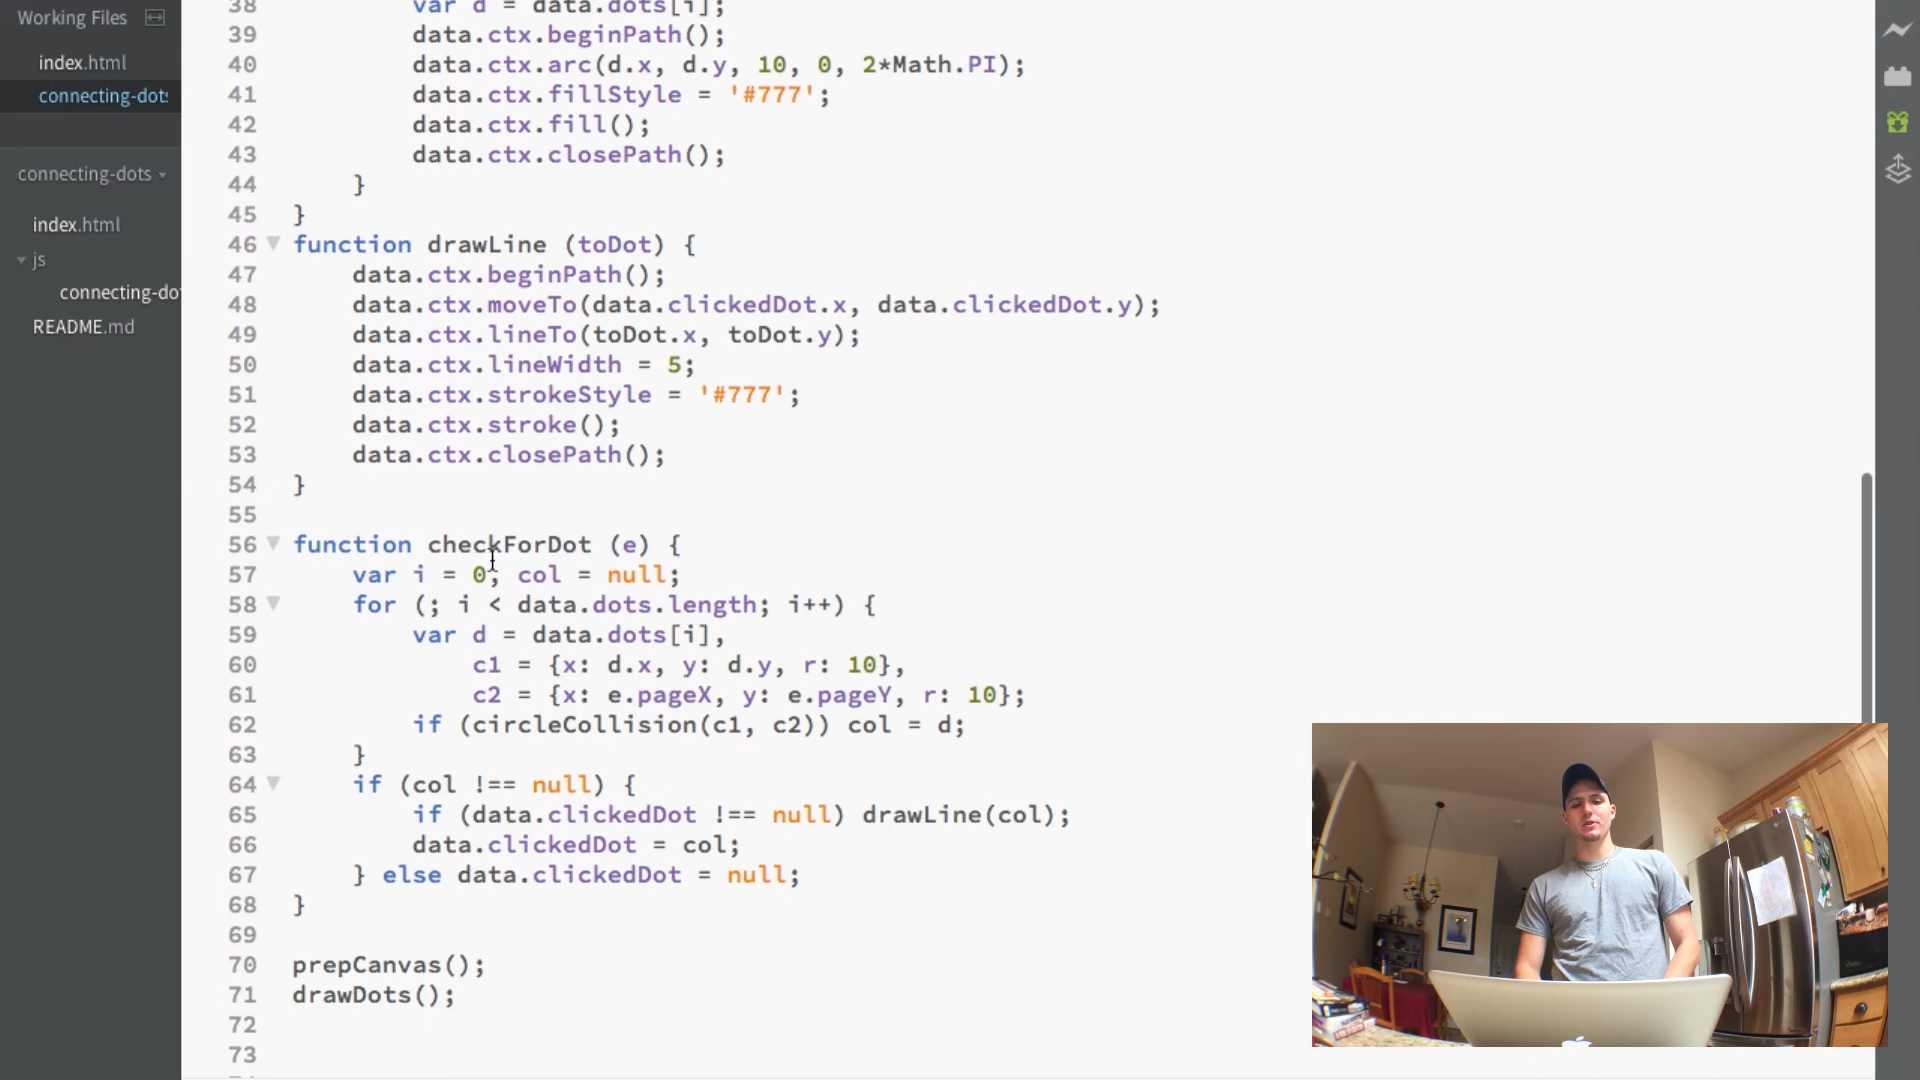 Working Files
index.html
connecting-dots
connecting-dots
index.html
js
connecting-do
README.md
38 var d = data.dots[i];
39 data.ctx.beginPath();
40 data.ctx.arc(d.x, d.y, 10, 0, 2*Math.PI);
41 data.ctx.fillStyle = '#777';
42 data.ctx.fill();
43 data.ctx.closePath();
44 }
45 }
46 function drawLine (toDot) {
47 data.ctx.beginPath();
48 data.ctx.moveTo(data.clickedDot.x, data.clickedDot.y);
49 data.ctx.lineTo(toDot.x, toDot.y);
50 data.ctx.lineWidth = 5;
51 data.ctx.strokeStyle = '#777';
52 data.ctx.stroke();
53 data.ctx.closePath();
54 }
55
56 function checkForDot (e) {
57 var i = 0, col = null;
58 for (; i < data.dots.length; i++) {
59 var d = data.dots[i],
60 c1 = {x: d.x, y: d.y, r: 10},
61 c2 = {x: e.pageX, y: e.pageY, r: 10};
62 if (circleCollision(c1, c2)) col = d;
63 }
64 if (col !== null) {
65 if (data.clickedDot !== null) drawLine(col);
66 data.clickedDot = col;
67 } else data.clickedDot = null;
68 }
69
70 prepCanvas();
71 drawDots();
72
73